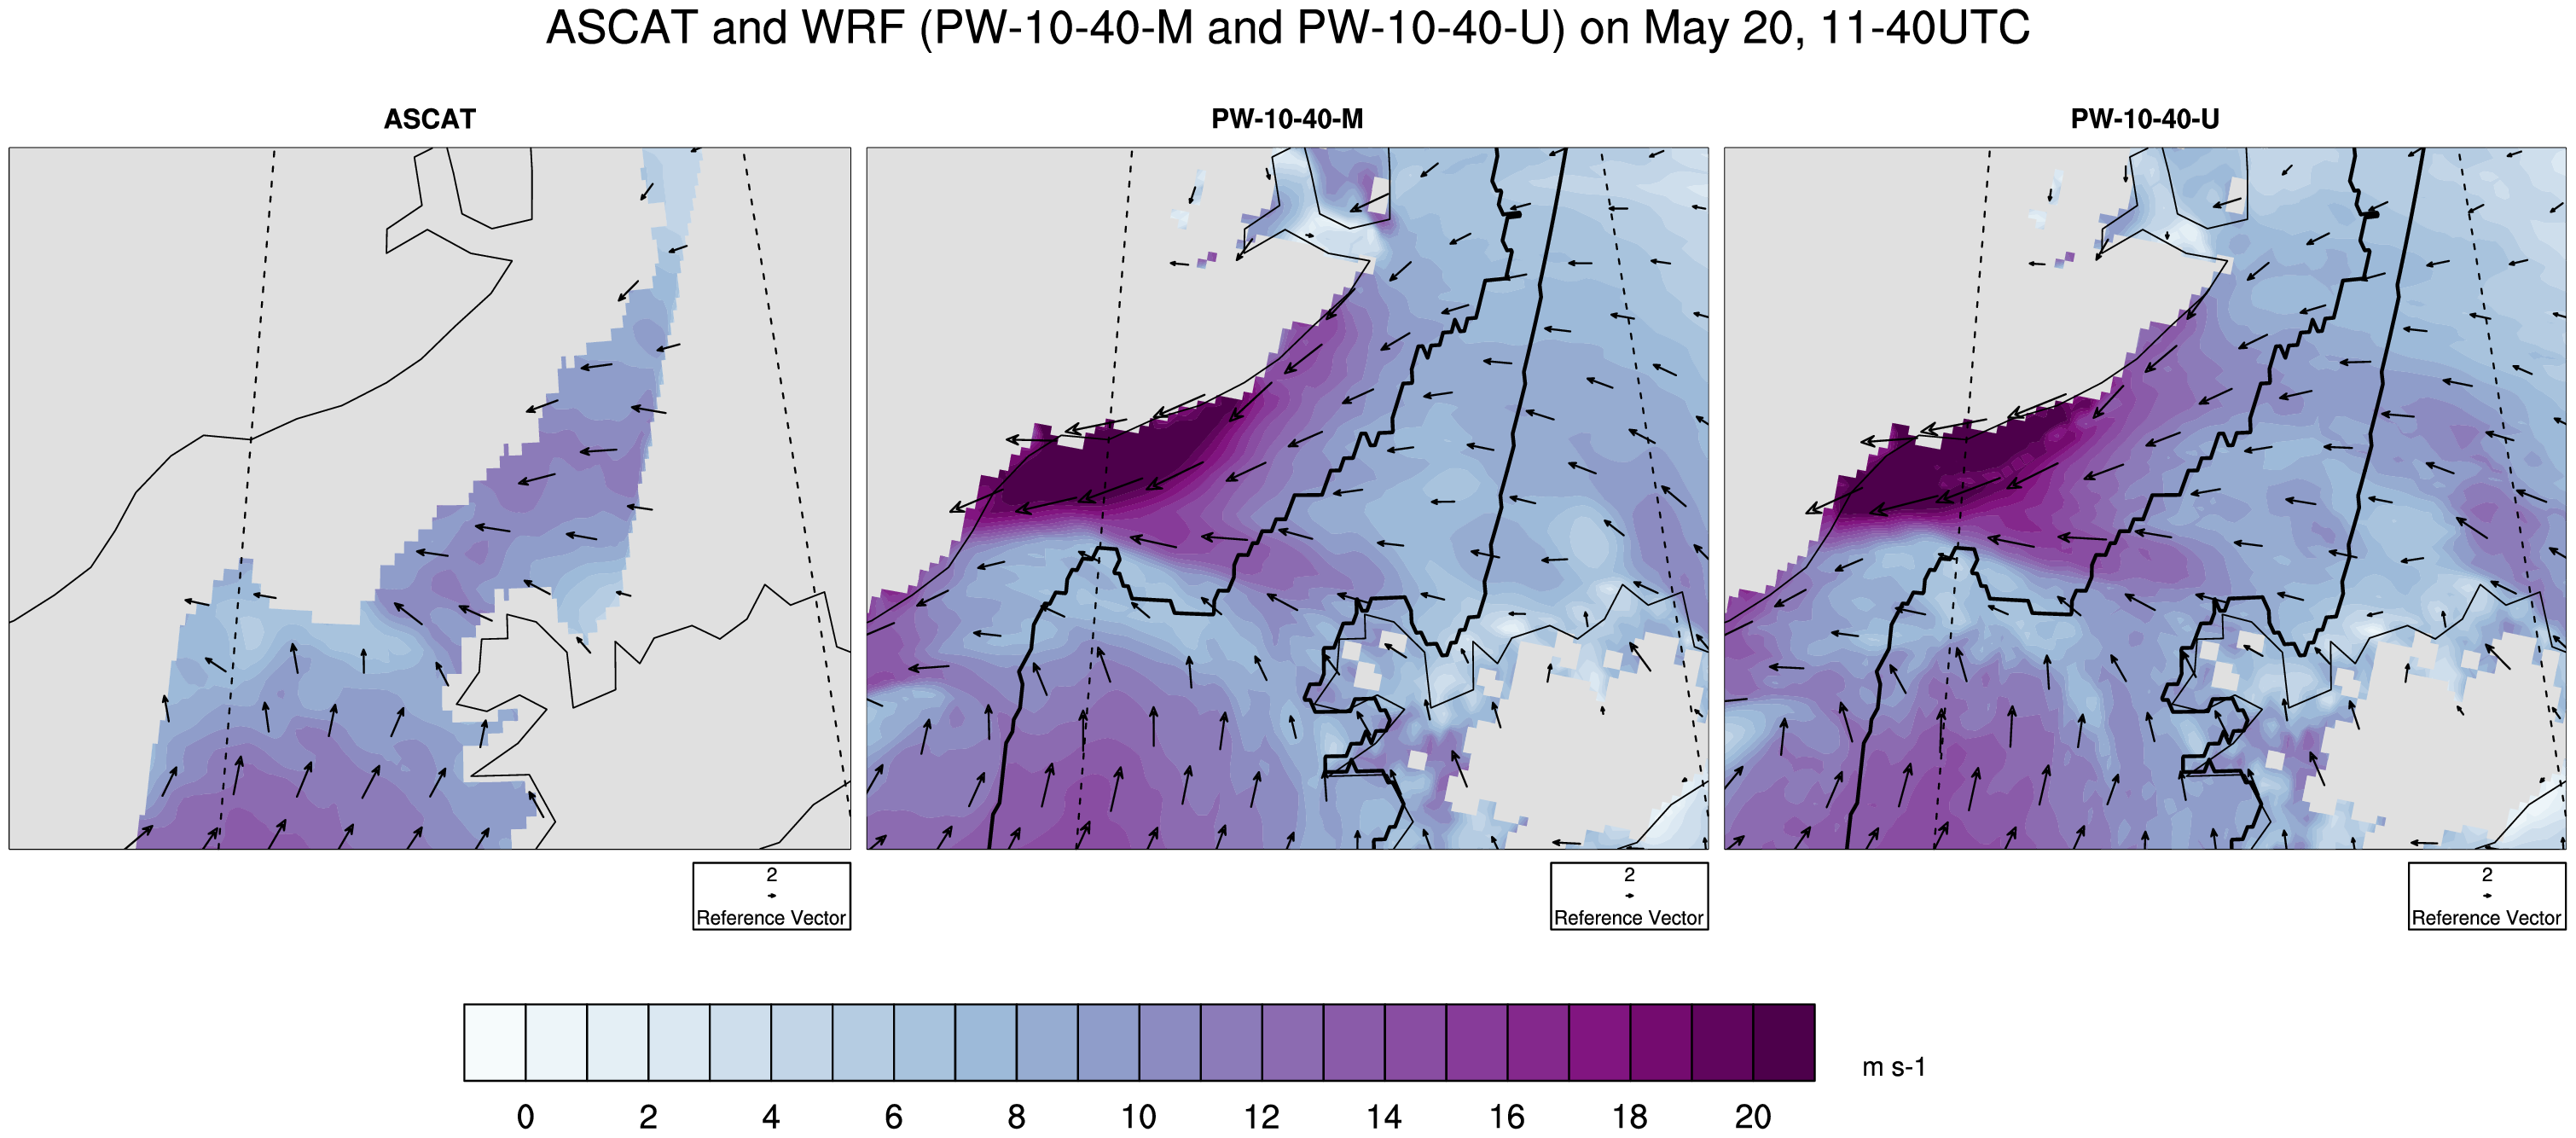 ASCAT and WRF (PW-10-40-M and PW-10-40-U) on May 20, 11-40UTC
ASCAT
PW-10-40-M
PW-10-40-U
2
Reference Vector
2
Reference Vector
2
Reference Vector
m s-1
0 2 4 6 8 10 12 14 16 18 20